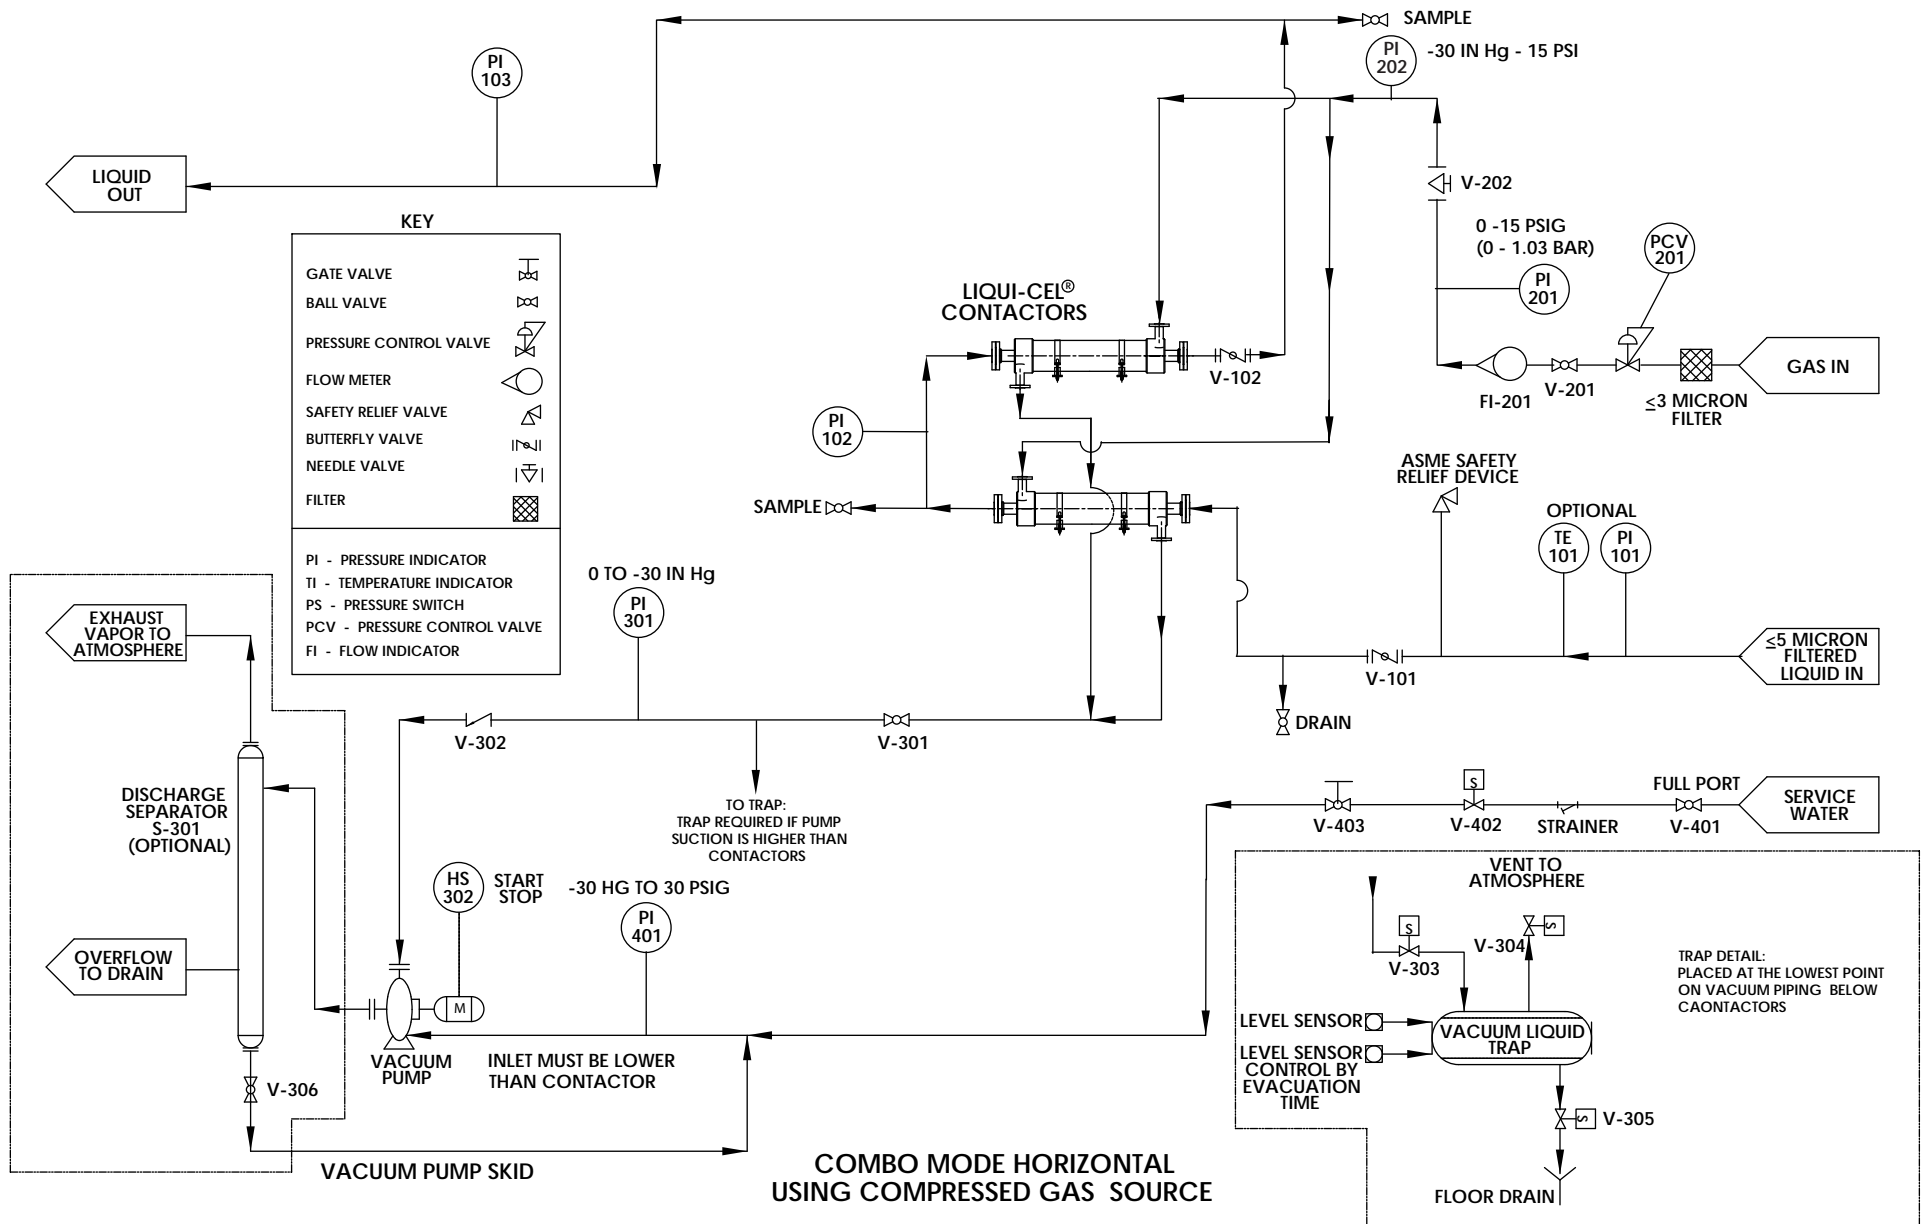 SAMPLE
PI
202
-30 IN Hg - 15 PSI
PI
103
LIQUID
OUT
V-202
0 -15 PSIG
(0 - 1.03 BAR)
PI
201
PCV
201
KEY
GATE VALVE
BALL VALVE
PRESSURE CONTROL VALVE
FLOW METER
SAFETY RELIEF VALVE
BUTTERFLY VALVE
NEEDLE VALVE
FILTER
PI - PRESSURE INDICATOR
TI - TEMPERATURE INDICATOR
PS - PRESSURE SWITCH
PCV - PRESSURE CONTROL VALVE
FI - FLOW INDICATOR
LIQUI-CEL®
CONTACTORS
V-102
FI-201
V-201
≤3 MICRON
FILTER
GAS IN
PI
102
SAMPLE
ASME SAFETY
RELIEF DEVICE
OPTIONAL
TE
101
PI
101
≤5 MICRON
FILTERED
LIQUID IN
V-101
DRAIN
0 TO -30 IN Hg
PI
301
EXHAUST
VAPOR TO
ATMOSPHERE
V-302
V-301
TO TRAP:
TRAP REQUIRED IF PUMP
SUCTION IS HIGHER THAN
CONTACTORS
DISCHARGE
SEPARATOR
S-301
(OPTIONAL)
FULL PORT
SERVICE
WATER
S
V-403
V-402
STRAINER
V-401
HS
302
START
STOP
-30 HG TO 30 PSIG
PI
401
OVERFLOW
TO DRAIN
M
VACUUM
PUMP
INLET MUST BE LOWER
THAN CONTACTOR
V-306
VACUUM PUMP SKID
VENT TO
ATMOSPHERE
S
V-303
V-304
S
TRAP DETAIL:
PLACED AT THE LOWEST POINT
ON VACUUM PIPING BELOW
CAONTACTORS
LEVEL SENSOR
LEVEL SENSOR
CONTROL BY
EVACUATION
TIME
VACUUM LIQUID
TRAP
S
V-305
FLOOR DRAIN
COMBO MODE HORIZONTAL
USING COMPRESSED GAS SOURCE